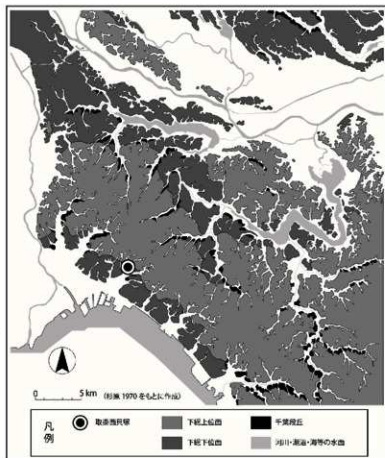 0 5 km (杉原 1970 をもとに作成)
凡例
取掛西貝塚
下総上位面
千葉段丘
下総下位面
河川・湖沼・海等の水面